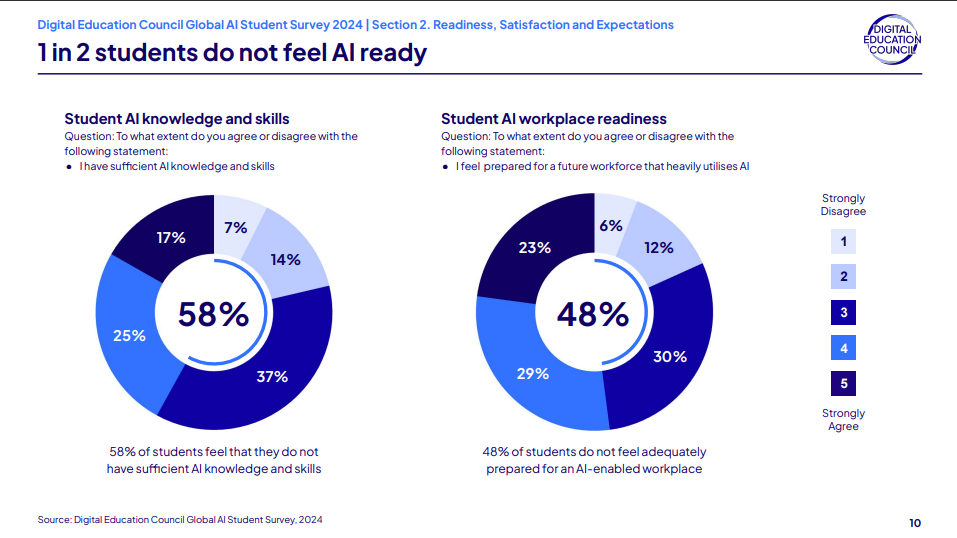 Digital Education Council Global AI Student Survey 2024 | Section 2. Readiness, Satisfaction and Expectations
1 in 2 students do not feel AI ready
DIGITAL
EDUCATION
COUNCIL
Student AI knowledge and skills
Question: To what extent do you agree or disagree with the
following statement:
• I have sufficient AI knowledge and skills
7%
14%
37%
25%
17%
58%
58% of students feel that they do not
have sufficient AI knowledge and skills
Student AI workplace readiness
Question: To what extent do you agree or disagree with the
following statement:
• I feel prepared for a future workforce that heavily utilises AI
6%
12%
30%
29%
23%
48%
48% of students do not feel adequately
prepared for an AI-enabled workplace
Strongly
Disagree
1
2
3
4
5
Strongly
Agree
Source: Digital Education Council Global AI Student Survey, 2024
10